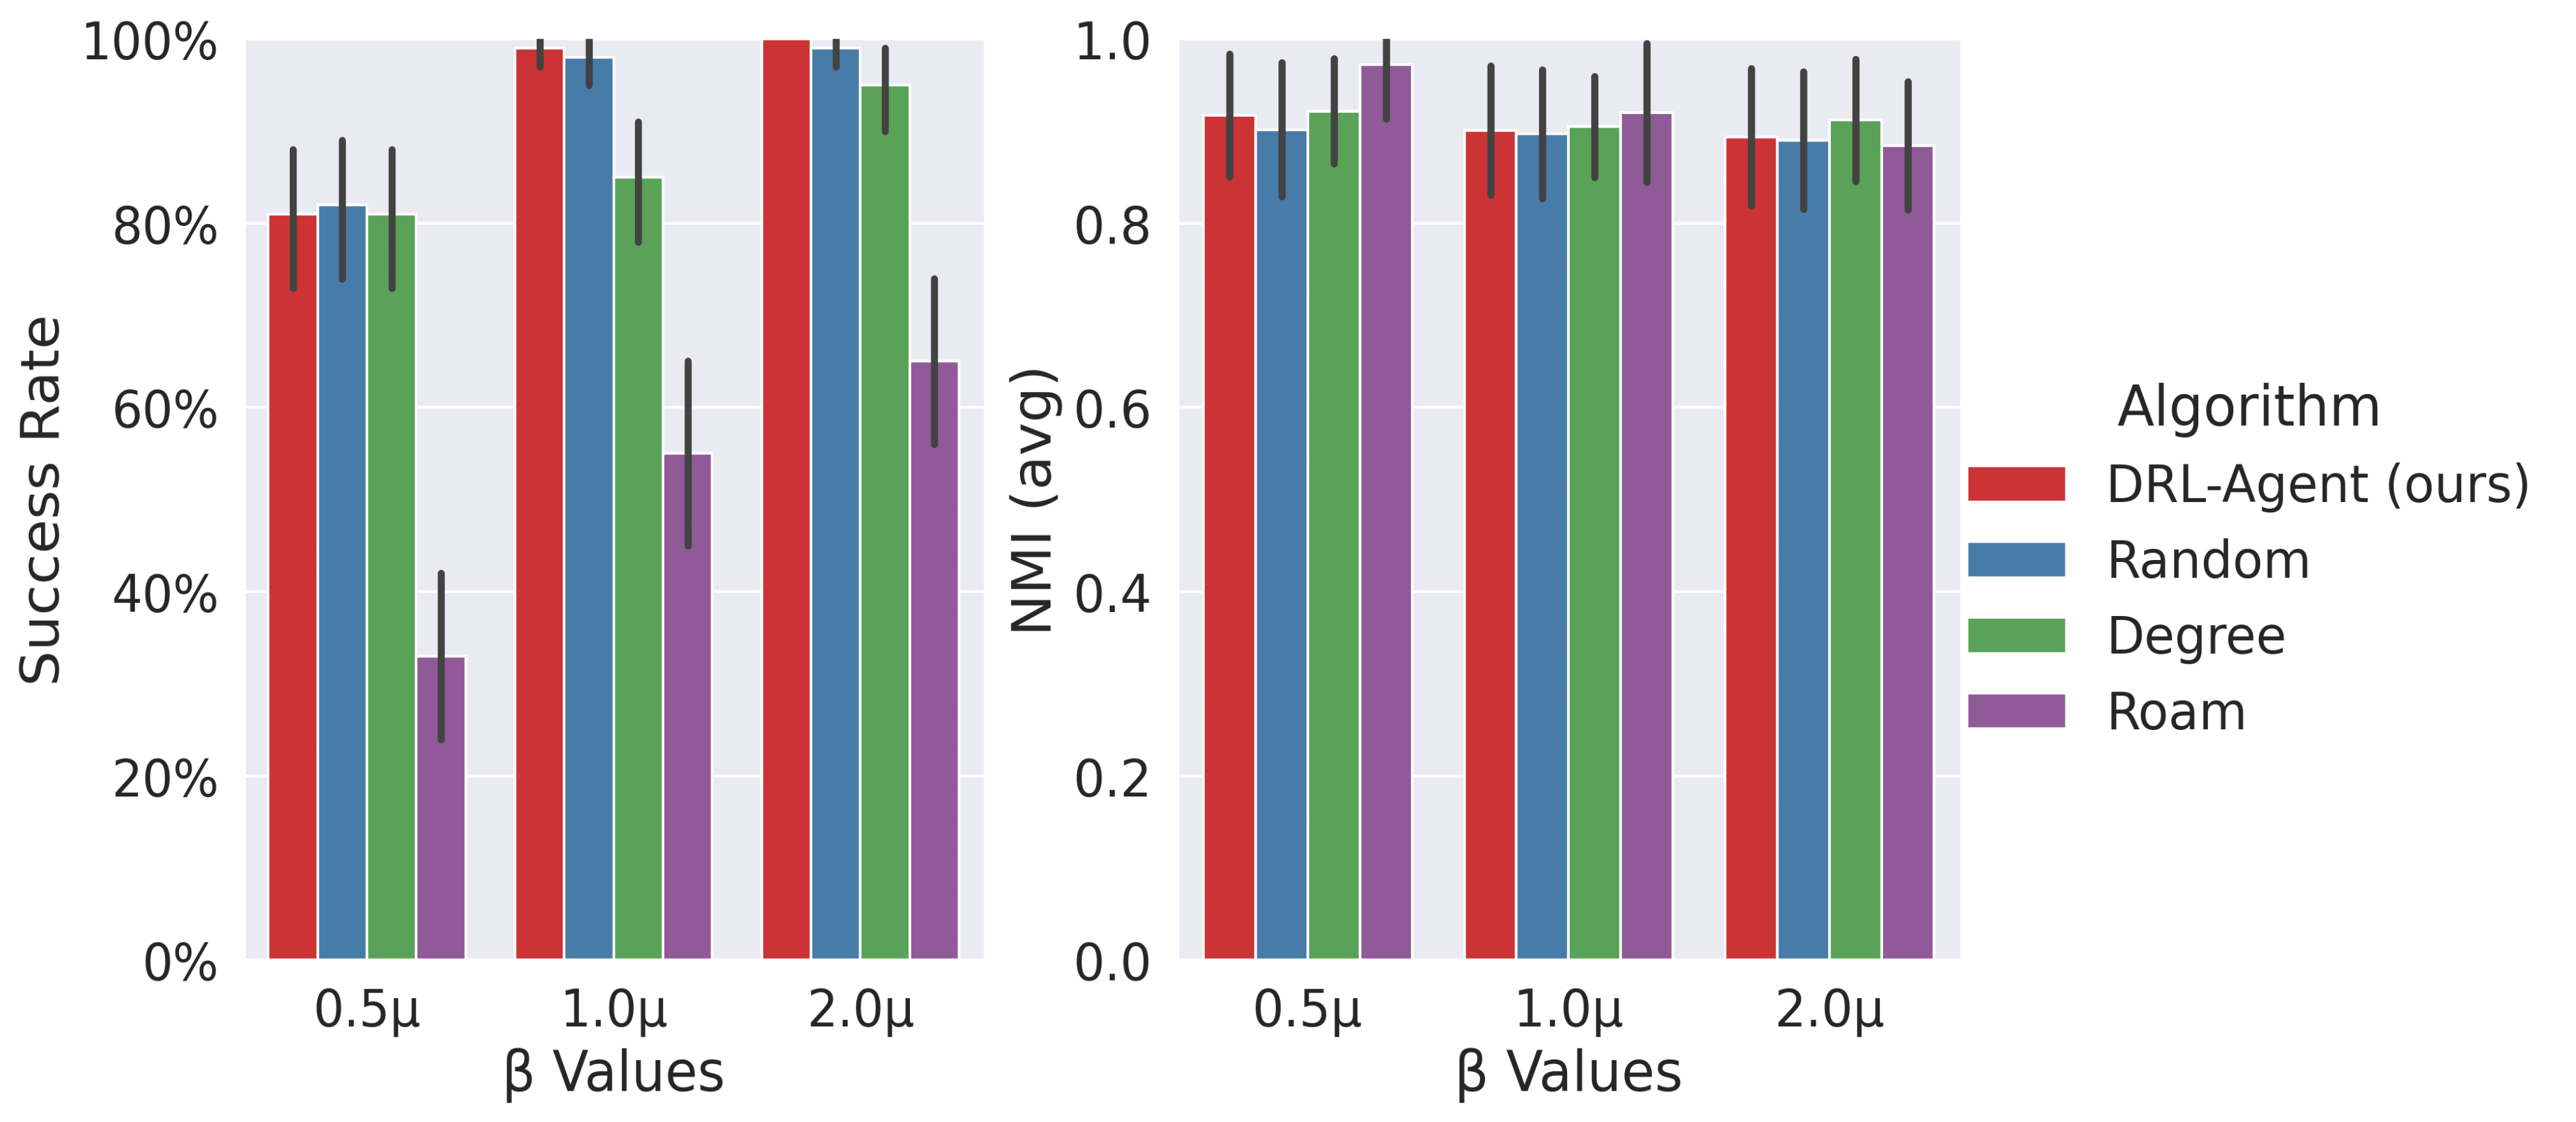 Success Rate
100%
80%
60%
40%
20%
0%
0.5μ 1.0μ 2.0μ
β Values
NMI (avg)
1.0
0.8
0.6
0.4
0.2
0.0
0.5μ 1.0μ 2.0μ
β Values
Algorithm
DRL-Agent (ours)
Random
Degree
Roam